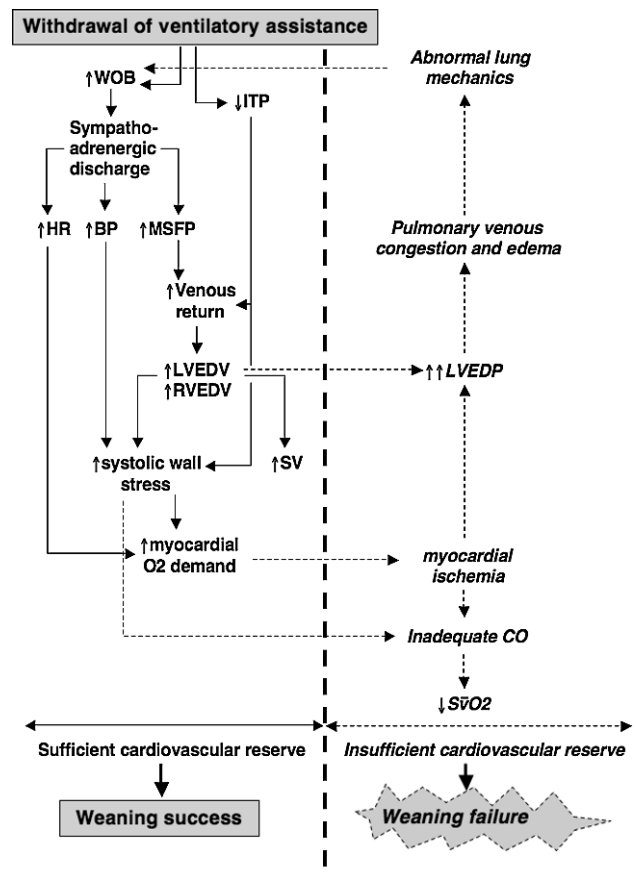 Withdrawal of ventilatory assistance
Abnormal lung
mechanics
↑WOB
↓ITP
Sympatho-
adrenergic
discharge
↑HR ↑BP ↑MSFP
Pulmonary venous
congestion and edema
↑Venous
return
↑LVEDV
↑RVEDV
↑↑LVEDP
↑systolic wall
stress
↑SV
↑myocardial
O2 demand
myocardial
ischemia
Inadequate CO
↓Sv̄O2
Sufficient cardiovascular reserve
Insufficient cardiovascular reserve
Weaning success
Weaning failure